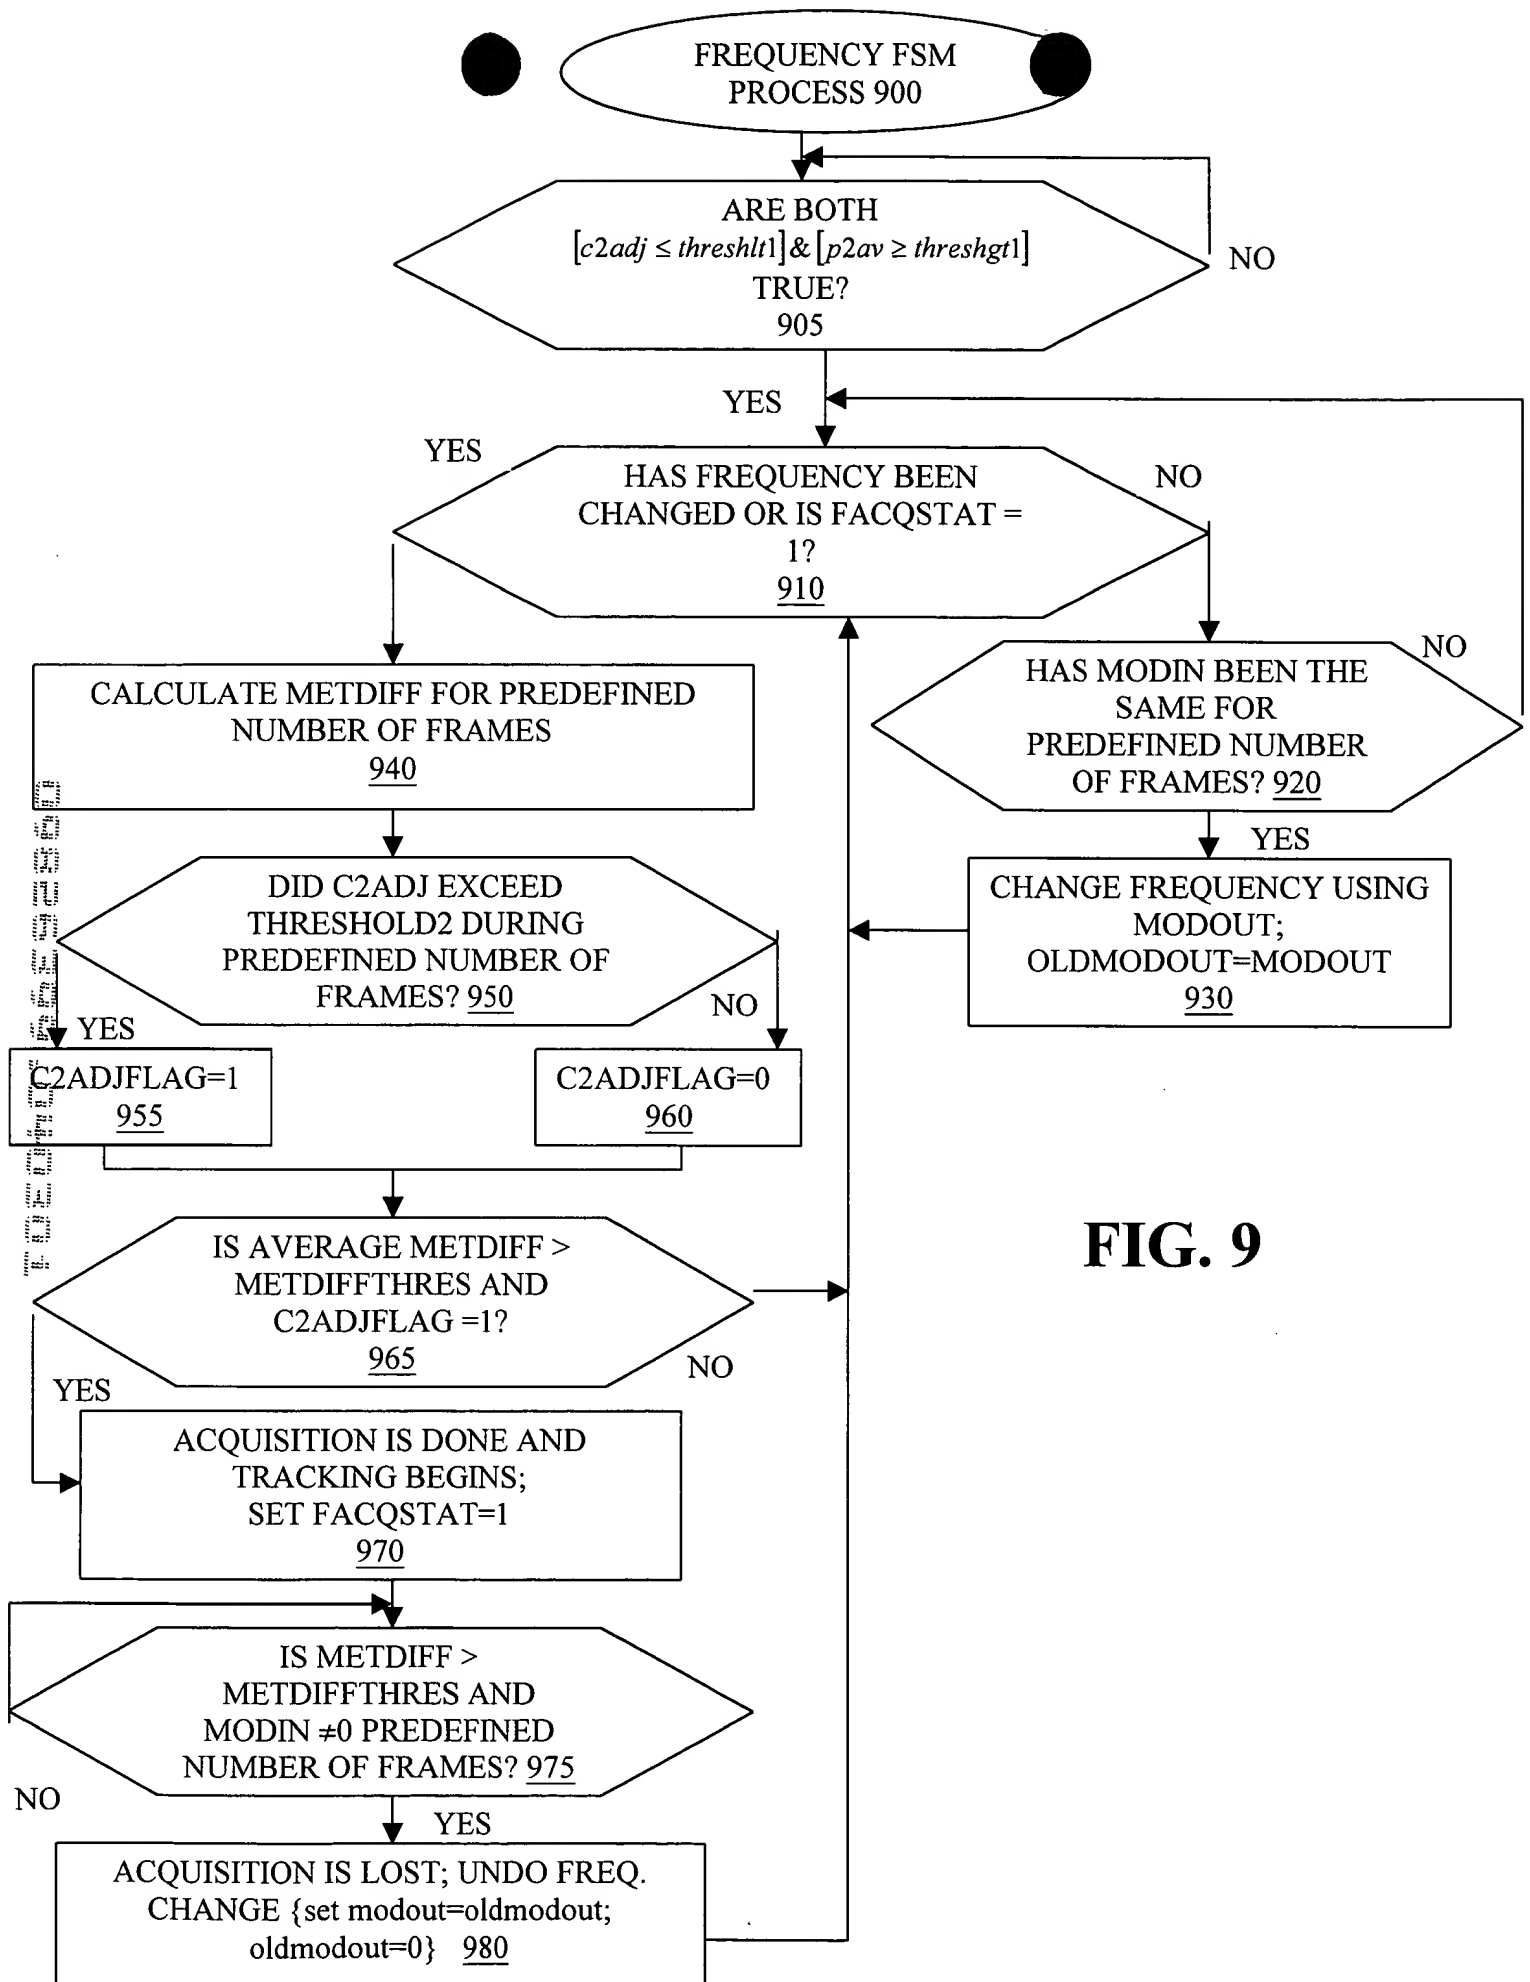 FREQUENCY FSM
PROCESS 900
ARE BOTH
[c2adj ≤ threshlt1] & [p2av ≥ threshgt1]
TRUE?
905
NO
YES
YES
HAS FREQUENCY BEEN
CHANGED OR IS FACQSTAT =
1?
910
NO
HAS MODIN BEEN THE
SAME FOR
PREDEFINED NUMBER
OF FRAMES? 920
NO
YES
CHANGE FREQUENCY USING
MODOUT;
OLDMODOUT=MODOUT
930
CALCULATE METDIFF FOR PREDEFINED
NUMBER OF FRAMES
940
DID C2ADJ EXCEED
THRESHOLD2 DURING
PREDEFINED NUMBER OF
FRAMES? 950
YES
NO
C2ADJFLAG=1
955
C2ADJFLAG=0
960
IS AVERAGE METDIFF >
METDIFFTHRES AND
C2ADJFLAG =1?
965
NO
YES
FIG. 9
ACQUISITION IS DONE AND
TRACKING BEGINS;
SET FACQSTAT=1
970
IS METDIFF >
METDIFFTHRES AND
MODIN ≠0 PREDEFINED
NUMBER OF FRAMES? 975
NO
YES
ACQUISITION IS LOST; UNDO FREQ.
CHANGE {set modout=oldmodout;
oldmodout=0} 980